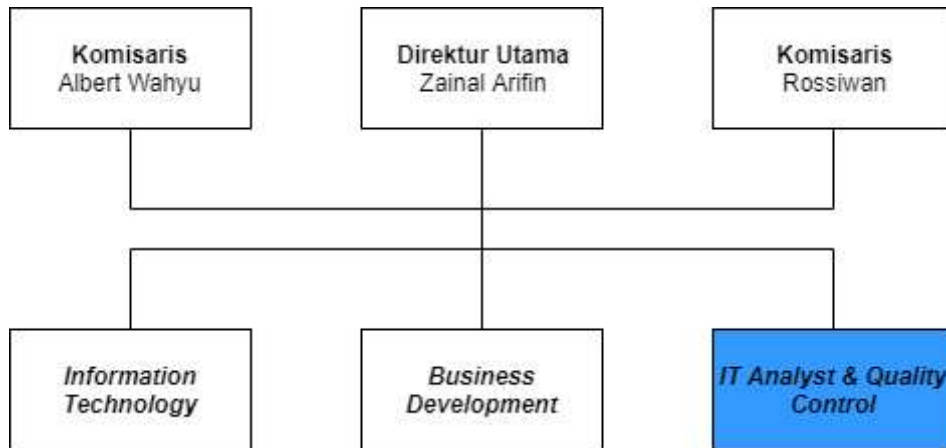 Komisaris
Albert Wahyu
Direktur Utama
Zainal Arifin
Komisaris
Rossiwan
Information
Technology
Business
Development
IT Analyst & Quality
Control